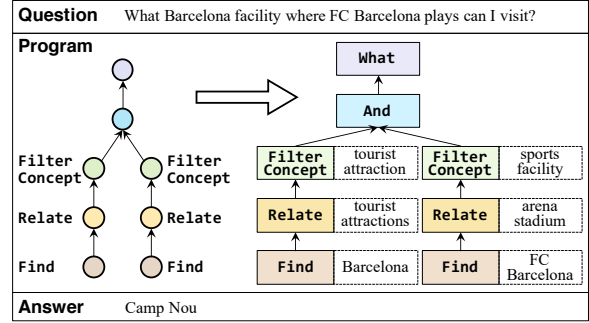 Question What Barcelona facility where FC Barcelona plays can I visit?
Program
What
And
Filter Concept
Filter Concept
Relate
Relate
Find
Find
Filter Concept tourist attraction
Filter Concept sports facility
Relate tourist attractions
Relate arena stadium
Find Barcelona
Find FC Barcelona
Answer Camp Nou